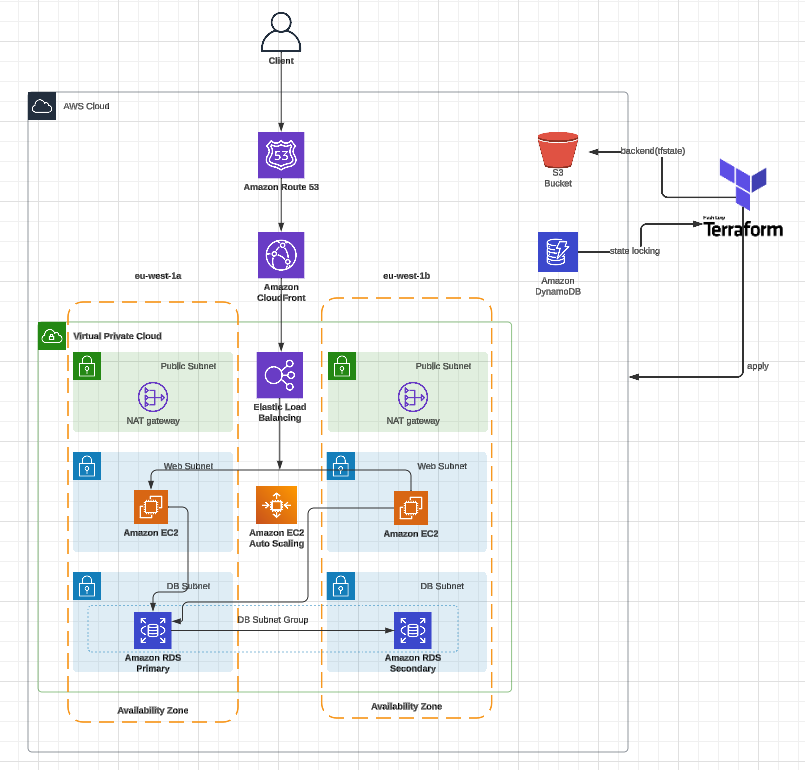 Client
AWS Cloud
53
Amazon Route 53
S3
Bucket
backend(tfstate)
HashiCorp
Terraform
Amazon
CloudFront
eu-west-1a
eu-west-1b
state locking
Amazon
DynamoDB
Virtual Private Cloud
Public Subnet
Public Subnet
apply
NAT gateway
Elastic Load
Balancing
NAT gateway
Web Subnet
Web Subnet
Amazon EC2
Amazon EC2
Auto Scaling
Amazon EC2
DB Subnet
DB Subnet
DB Subnet Group
Amazon RDS
Primary
Amazon RDS
Secondary
Availability Zone
Availability Zone